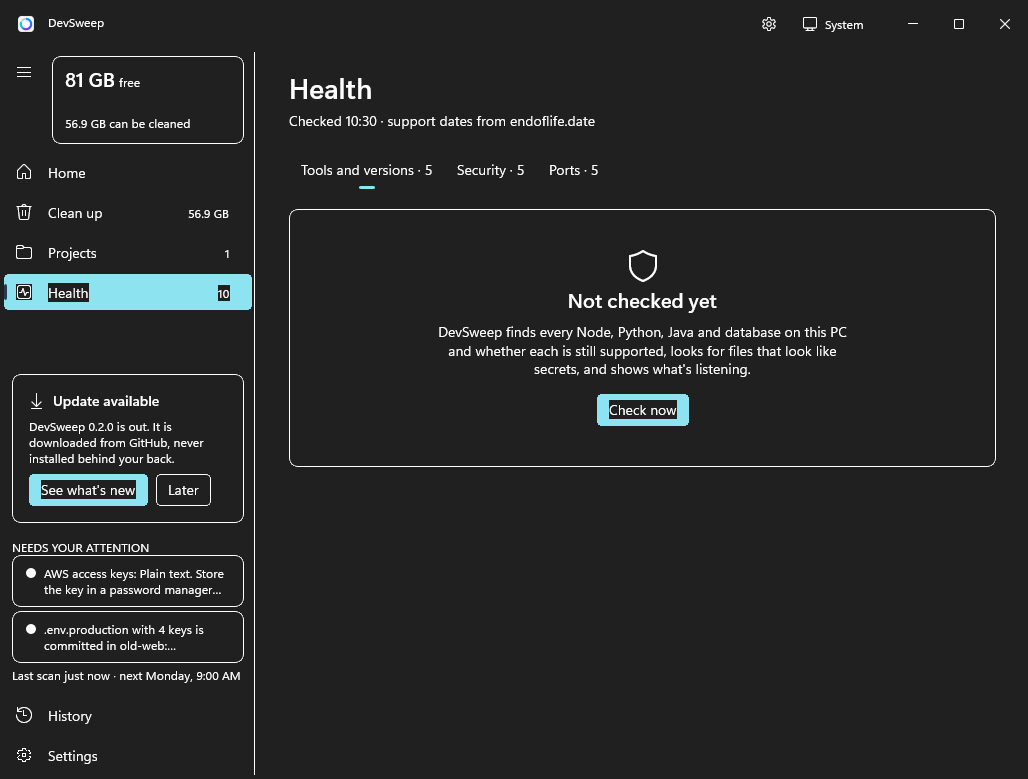 DevSweep
System
81 GB free
56.9 GB can be cleaned
Home
Clean up 56.9 GB
Projects 1
Health 10
Update available
DevSweep 0.2.0 is out. It is
downloaded from GitHub, never
installed behind your back.
See what's new Later
NEEDS YOUR ATTENTION
AWS access keys: Plain text. Store
the key in a password manager...
.env.production with 4 keys is
committed in old-web:...
Last scan just now · next Monday, 9:00 AM
History
Settings
Health
Checked 10:30 · support dates from endoflife.date
Tools and versions · 5 Security · 5 Ports · 5
Not checked yet
DevSweep finds every Node, Python, Java and database on this PC
and whether each is still supported, looks for files that look like
secrets, and shows what's listening.
Check now